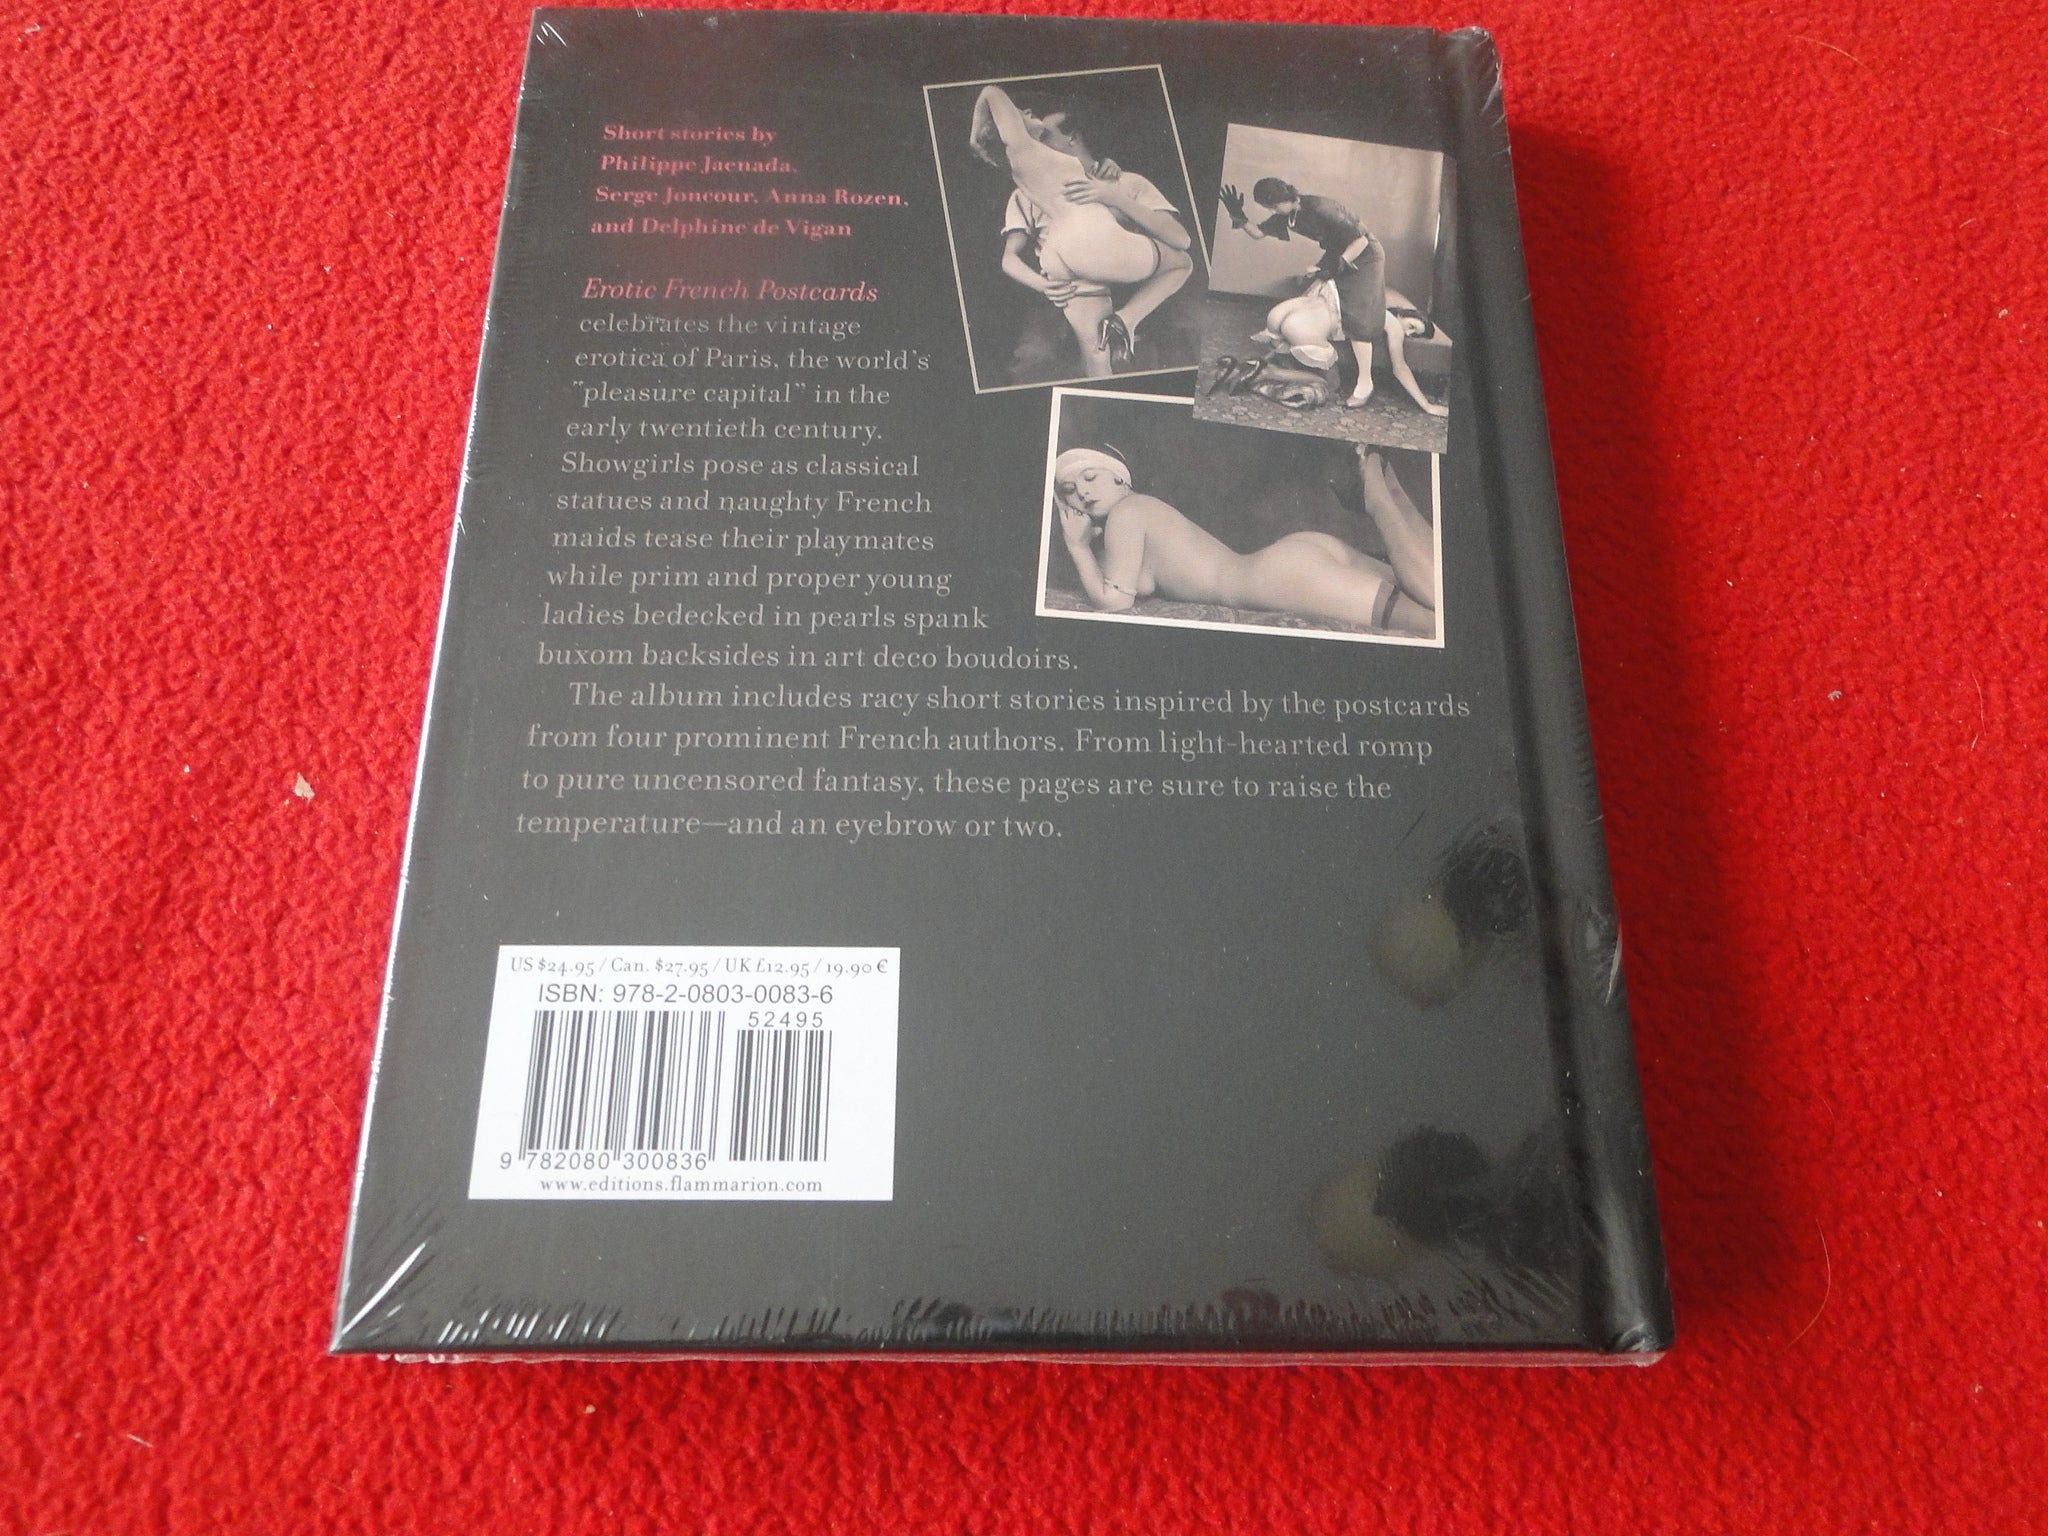 Short stories by
Philippe Jaenada,
Serge Joncour, Anna Rozen,
and Delphine de Vigan
Erotic French Postcards
celebrates the vintage
erotica of Paris, the world's
"pleasure capital" in the
early twentieth century.
Showgirls pose as classical
statues and naughty French
maids tease their playmates
while prim and proper young
ladies bedecked in pearls spank
buxom backsides in art deco boudoirs.
The album includes racy short stories inspired by the postcards
from four prominent French authors. From light-hearted romp
to pure uncensored fantasy, these pages are sure to raise the
temperature—and an eyebrow or two.
US $24.95 / Can. $27.95 / UK £12.95 / 19.90 €
ISBN: 978-2-0803-0083-6
52495
9 782080 300836
www.editions.flammarion.com